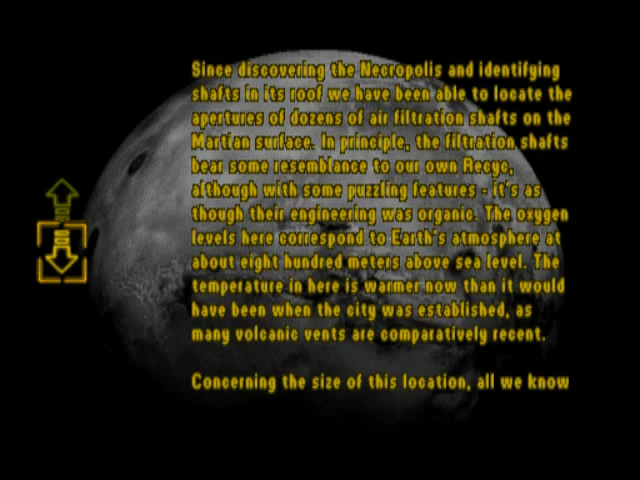 Since discovering the Necropolis and identifying
shafts in its roof we have been able to locate the
apertures of dozens of air filtration shafts on the
Martian surface. In principle, the filtration shafts
bear some resemblance to our own Recyc,
although with some puzzling features - it's as
though their engineering was organic. The oxygen
levels here correspond to Earth's atmosphere at
about eight hundred meters above sea level. The
temperature in here is warmer now than it would
have been when the city was established, as
many volcanic vents are comparatively recent.
Concerning the size of this location, all we know